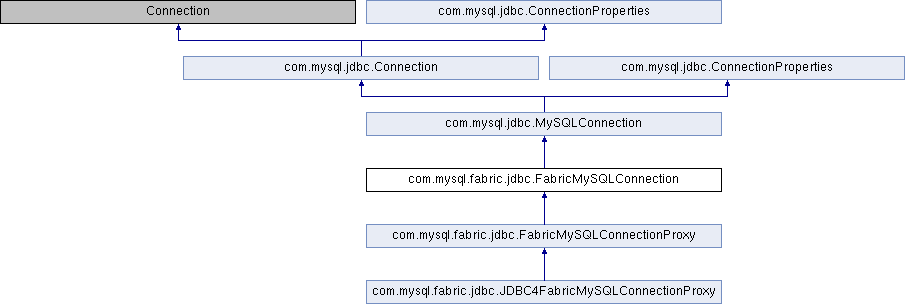 Connection
com.mysql.jdbc.ConnectionProperties
com.mysql.jdbc.Connection
com.mysql.jdbc.ConnectionProperties
com.mysql.jdbc.MySQLConnection
com.mysql.fabric.jdbc.FabricMySQLConnection
com.mysql.fabric.jdbc.FabricMySQLConnectionProxy
com.mysql.fabric.jdbc.JDBC4FabricMySQLConnectionProxy